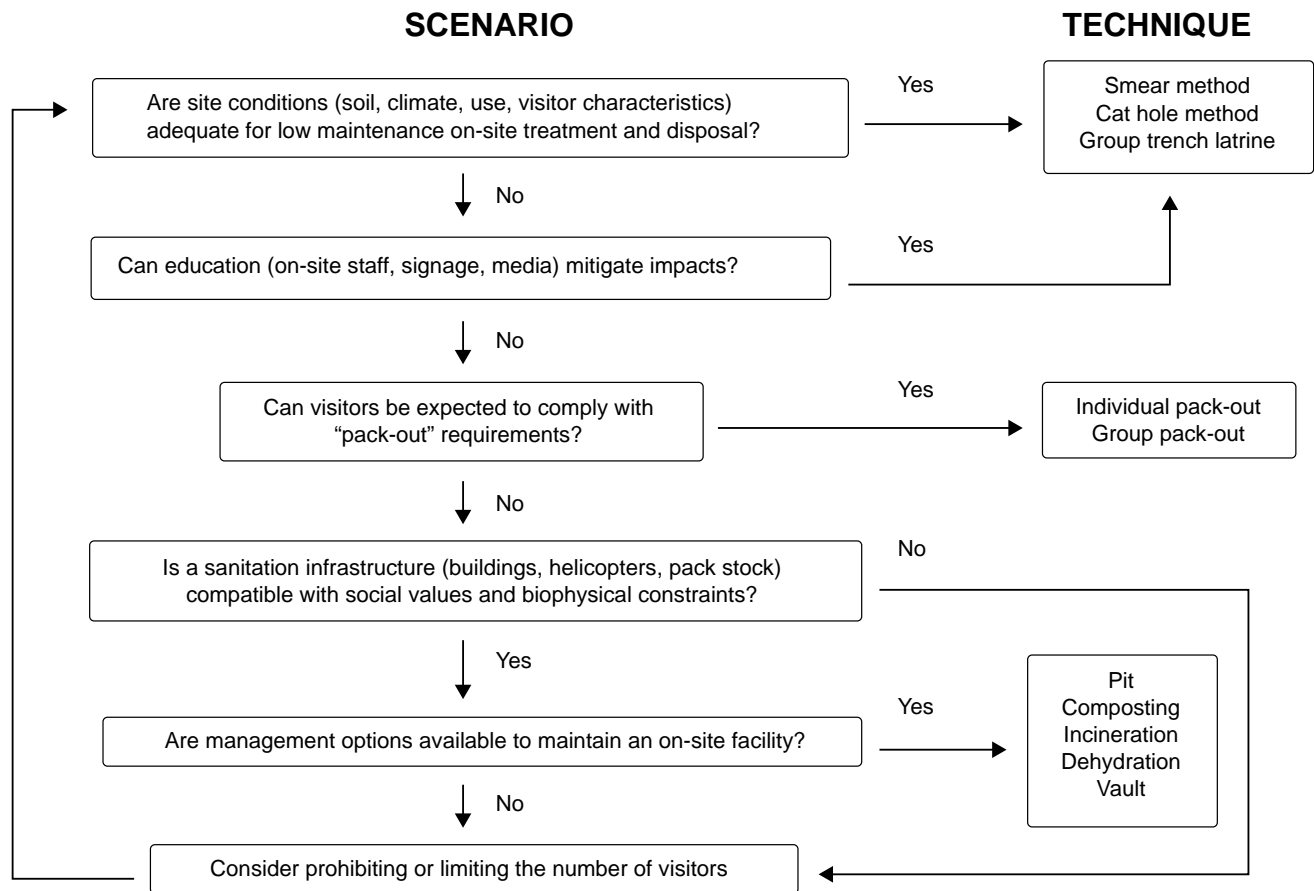 SCENARIO
TECHNIQUE
Are site conditions (soil, climate, use, visitor characteristics)
adequate for low maintenance on-site treatment and disposal?
Yes
Smear method
Cat hole method
Group trench latrine
No
Can education (on-site staff, signage, media) mitigate impacts?
Yes
No
Can visitors be expected to comply with
“pack-out” requirements?
Yes
Individual pack-out
Group pack-out
No
Is a sanitation infrastructure (buildings, helicopters, pack stock)
compatible with social values and biophysical constraints?
No
Yes
Are management options available to maintain an on-site facility?
Yes
Pit
Composting
Incineration
Dehydration
Vault
No
Consider prohibiting or limiting the number of visitors